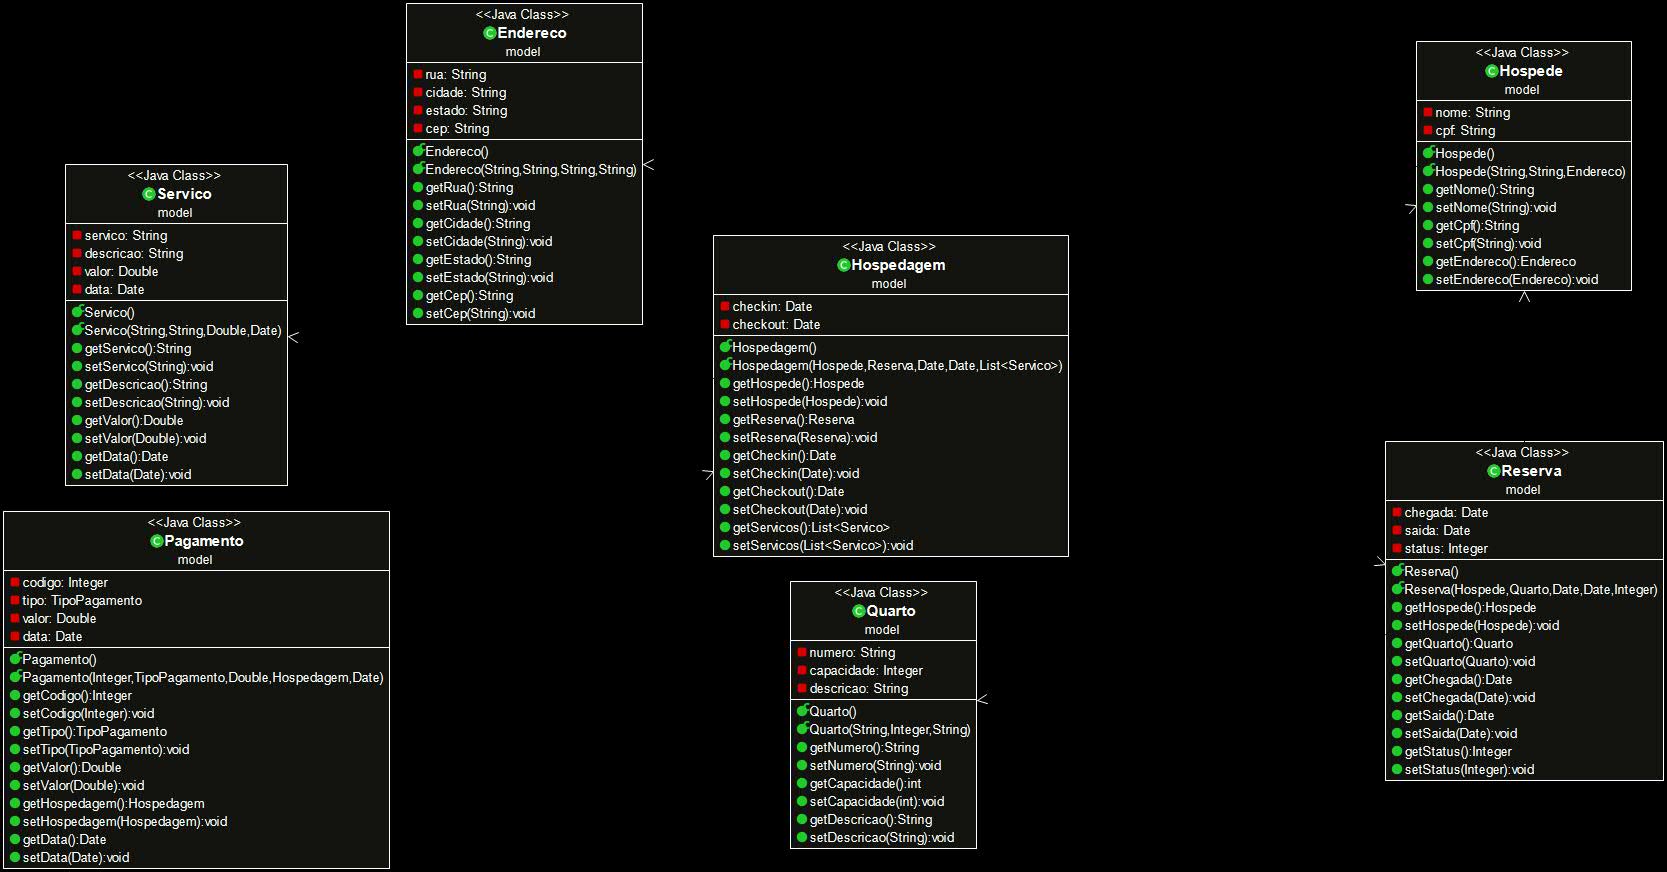 <<Java Class>>
Endereco
model
rua: String
cidade: String
estado: String
cep: String
Endereco()
Endereco(String,String,String,String)
getRua():String
setRua(String):void
getCidade():String
setCidade(String):void
getEstado():String
setEstado(String):void
getCep():String
setCep(String):void
<<Java Class>>
Hospede
model
nome: String
cpf: String
Hospede()
Hospede(String,String,Endereco)
getNome():String
setNome(String):void
getCpf():String
setCpf(String):void
getEndereco():Endereco
setEndereco(Endereco):void
<<Java Class>>
Servico
model
servico: String
descricao: String
valor: Double
data: Date
Servico()
Servico(String,String,Double,Date)
getServico():String
setServico(String):void
getDescricao():String
setDescricao(String):void
getValor():Double
setValor(Double):void
getData():Date
setData(Date):void
<<Java Class>>
Hospedagem
model
checkin: Date
checkout: Date
Hospedagem()
Hospedagem(Hospede,Reserva,Date,Date,List<Servico>)
getHospede():Hospede
setHospede(Hospede):void
getReserva():Reserva
setReserva(Reserva):void
getCheckin():Date
setCheckin(Date):void
getCheckout():Date
setCheckout(Date):void
getServicos():List<Servico>
setServicos(List<Servico>):void
<<Java Class>>
Reserva
model
chegada: Date
saida: Date
status: Integer
Reserva()
Reserva(Hospede,Quarto,Date,Date,Integer)
getHospede():Hospede
setHospede(Hospede):void
getQuarto():Quarto
setQuarto(Quarto):void
getChegada():Date
setChegada(Date):void
getSaida():Date
setSaida(Date):void
getStatus():Integer
setStatus(Integer):void
<<Java Class>>
Pagamento
model
codigo: Integer
tipo: TipoPagamento
valor: Double
data: Date
Pagamento()
Pagamento(Integer,TipoPagamento,Double,Hospedagem,Date)
getCodigo():Integer
setCodigo(Integer):void
getTipo():TipoPagamento
setTipo(TipoPagamento):void
getValor():Double
setValor(Double):void
getHospedagem():Hospedagem
setHospedagem(Hospedagem):void
getData():Date
setData(Date):void
<<Java Class>>
Quarto
model
numero: String
capacidade: Integer
descricao: String
Quarto()
Quarto(String,Integer,String)
getNumero():String
setNumero(String):void
getCapacidade():int
setCapacidade(int):void
getDescricao():String
setDescricao(String):void